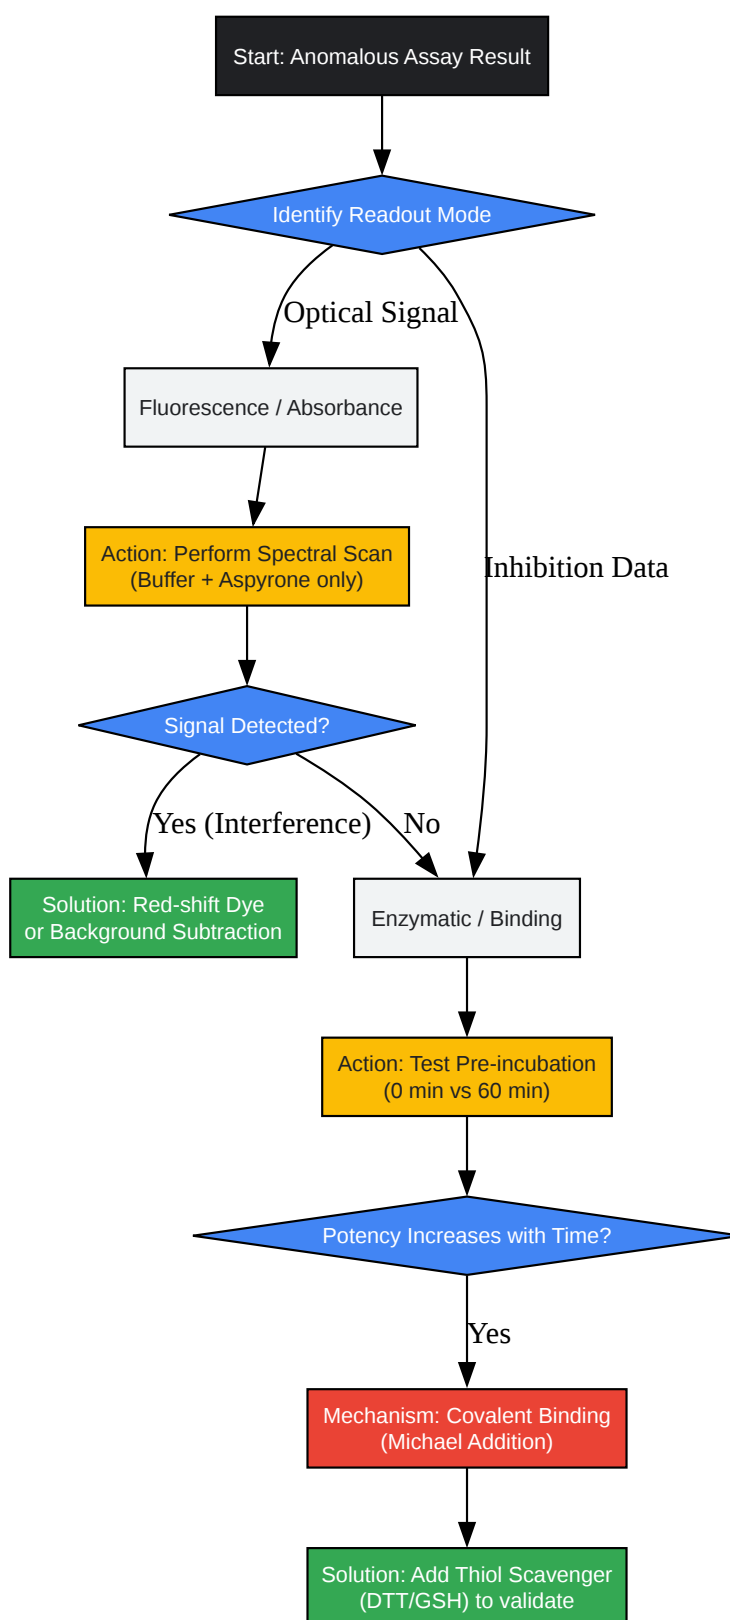 Start: Anomalous Assay Result
Identify Readout Mode
Optical Signal
Fluorescence / Absorbance
Action: Perform Spectral Scan
(Buffer + Aspyrone only)
Inhibition Data
Signal Detected?
Yes (Interference)
No
Solution: Red-shift Dye
or Background Subtraction
Enzymatic / Binding
Action: Test Pre-incubation
(0 min vs 60 min)
Potency Increases with Time?
Yes
Mechanism: Covalent Binding
(Michael Addition)
Solution: Add Thiol Scavenger
(DTT/GSH) to validate